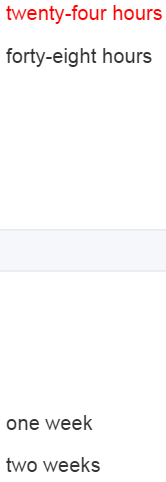 twenty-four hours
forty-eight hours
one week
two weeks